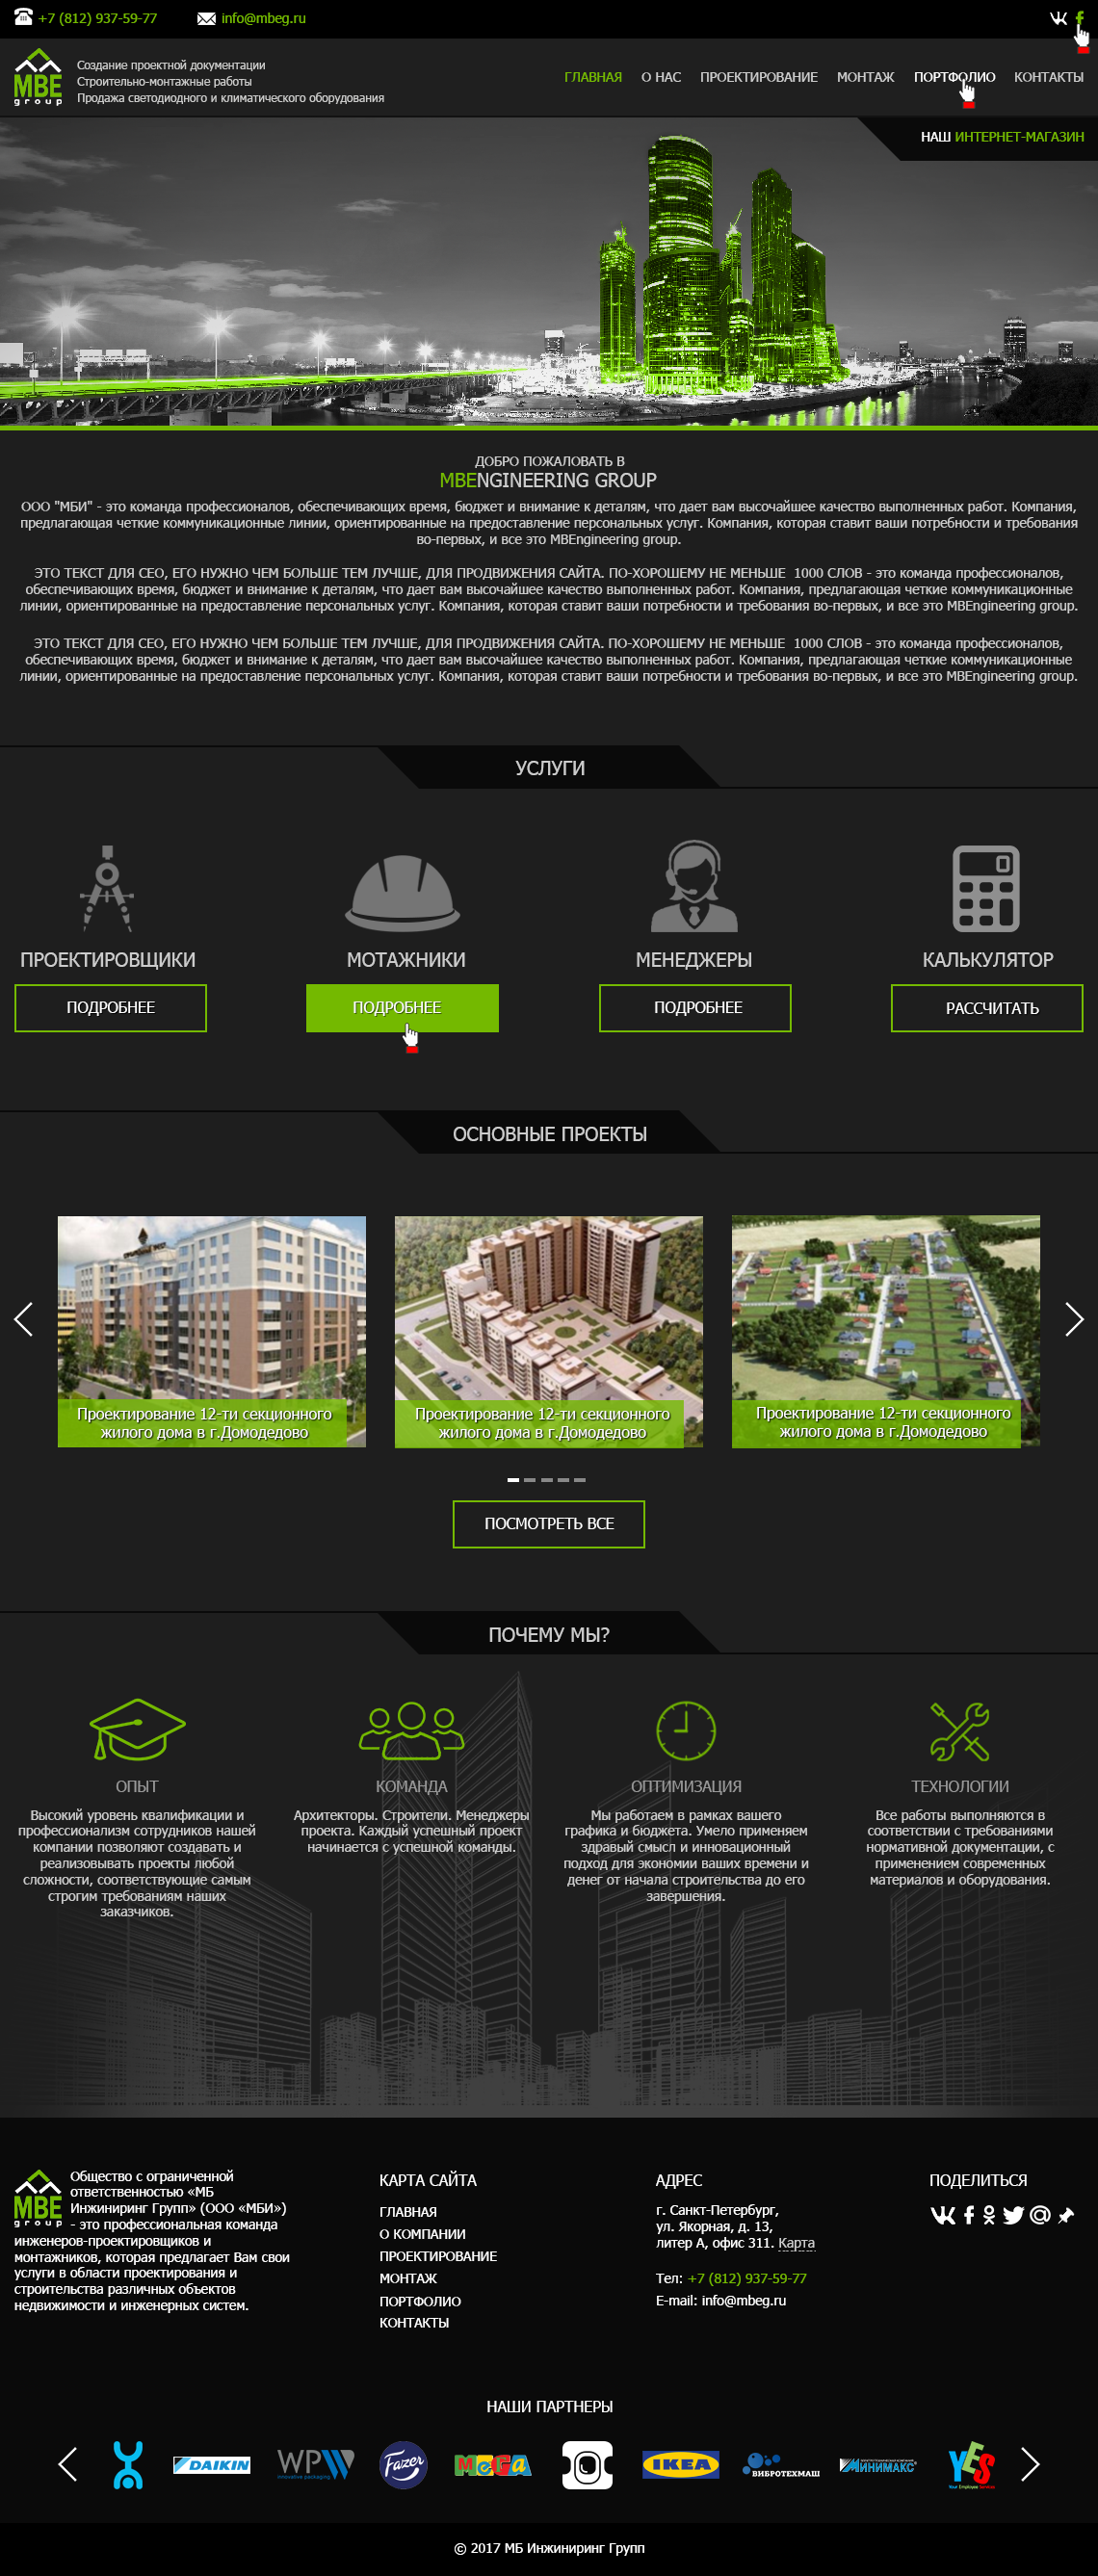 +7 (812) 937-59-77
info@mbeg.ru
MBE
group
Создание проектной документации
Строительно-монтажные работы
Продажа светодиодного и климатического оборудования
ГЛАВНАЯ О НАС ПРОЕКТИРОВАНИЕ МОНТАЖ ПОРТФОЛИО КОНТАКТЫ
НАШ ИНТЕРНЕТ-МАГАЗИН
ДОБРО ПОЖАЛОВАТЬ В
MBENGINEERING GROUP
ООО "МБИ" - это команда профессионалов, обеспечивающих время, бюджет и внимание к деталям, что дает вам высочайшее качество выполненных работ. Компания,
предлагающая четкие коммуникационные линии, ориентированные на предоставление персональных услуг. Компания, которая ставит ваши потребности и требования
во-первых, и все это MBEngineering group.
ЭТО ТЕКСТ ДЛЯ СЕО, ЕГО НУЖНО ЧЕМ БОЛЬШЕ ТЕМ ЛУЧШЕ, ДЛЯ ПРОДВИЖЕНИЯ САЙТА. ПО-ХОРОШЕМУ НЕ МЕНЬШЕ 1000 СЛОВ - это команда профессионалов,
обеспечивающих время, бюджет и внимание к деталям, что дает вам высочайшее качество выполненных работ. Компания, предлагающая четкие коммуникационные
линии, ориентированные на предоставление персональных услуг. Компания, которая ставит ваши потребности и требования во-первых, и все это MBEngineering group.
ЭТО ТЕКСТ ДЛЯ СЕО, ЕГО НУЖНО ЧЕМ БОЛЬШЕ ТЕМ ЛУЧШЕ, ДЛЯ ПРОДВИЖЕНИЯ САЙТА. ПО-ХОРОШЕМУ НЕ МЕНЬШЕ 1000 СЛОВ - это команда профессионалов,
обеспечивающих время, бюджет и внимание к деталям, что дает вам высочайшее качество выполненных работ. Компания, предлагающая четкие коммуникационные
линии, ориентированные на предоставление персональных услуг. Компания, которая ставит ваши потребности и требования во-первых, и все это MBEngineering group.
УСЛУГИ
ПРОЕКТИРОВЩИКИ
ПОДРОБНЕЕ
МОТАЖНИКИ
ПОДРОБНЕЕ
МЕНЕДЖЕРЫ
ПОДРОБНЕЕ
КАЛЬКУЛЯТОР
РАССЧИТАТЬ
ОСНОВНЫЕ ПРОЕКТЫ
Проектирование 12-ти секционного
жилого дома в г.Домодедово
Проектирование 12-ти секционного
жилого дома в г.Домодедово
Проектирование 12-ти секционного
жилого дома в г.Домодедово
ПОСМОТРЕТЬ ВСЕ
ПОЧЕМУ МЫ?
ОПЫТ
Высокий уровень квалификации и
профессионализм сотрудников нашей
компании позволяют создавать и
реализовывать проекты любой
сложности, соответствующие самым
строгим требованиям наших
заказчиков.
КОМАНДА
Архитекторы. Строители. Менеджеры
проекта. Каждый успешный проект
начинается с успешной команды.
ОПТИМИЗАЦИЯ
Мы работаем в рамках вашего
графика и бюджета. Умело применяем
здравый смысл и инновационный
подход для экономии ваших времени и
денег от начала строительства до его
завершения.
ТЕХНОЛОГИИ
Все работы выполняются в
соответствии с требованиями
нормативной документации, с
применением современных
материалов и оборудования.
MBE
group
Общество с ограниченной
ответственностью «МБ
Инжиниринг Групп» (ООО «МБИ»)
- это профессиональная команда
инженеров-проектировщиков и
монтажников, которая предлагает Вам свои
услуги в области проектирования и
строительства различных объектов
недвижимости и инженерных систем.
КАРТА САЙТА
ГЛАВНАЯ
О КОМПАНИИ
ПРОЕКТИРОВАНИЕ
МОНТАЖ
ПОРТФОЛИО
КОНТАКТЫ
АДРЕС
г. Санкт-Петербург,
ул. Якорная, д. 13,
литер А, офис 311. Карта
Тел: +7 (812) 937-59-77
E-mail: info@mbeg.ru
ПОДЕЛИТЬСЯ
НАШИ ПАРТНЕРЫ
DAIKIN
WP
innovative packaging
Fazer
МЕГА
IKEA
ВИБРОТЕХМАШ
МИНИМАКС
YES
Your Employee Services
© 2017 МБ Инжиниринг Групп